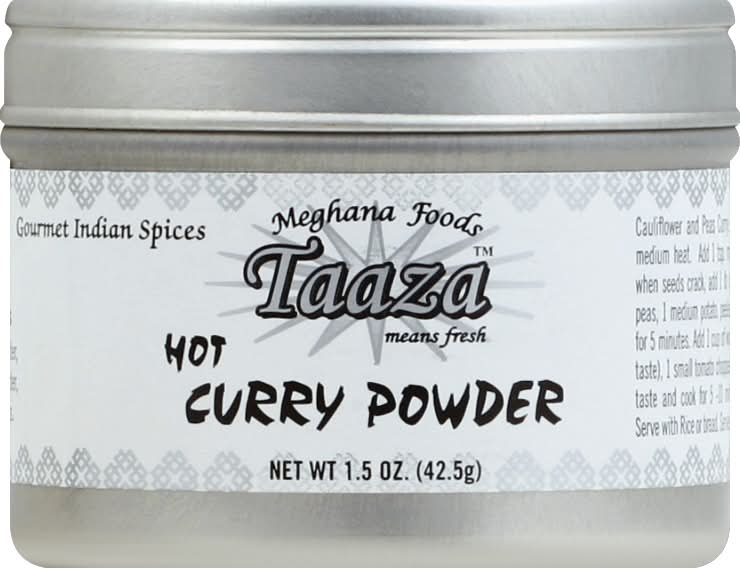 Gourmet Indian Spices
Meghana Foods
Taaza™
means fresh
HOT
CURRY POWDER
NET WT 1.5 OZ. (42.5g)
Cauliflower and Peas Curry
medium heat. Add 1 tsp.
when seeds crack, add 1
peas, 1 medium potato,
for 5 minutes. Add 1 cup of
taste), 1 small tomato
taste and cook for 5 -
Serve with Rice or bread.